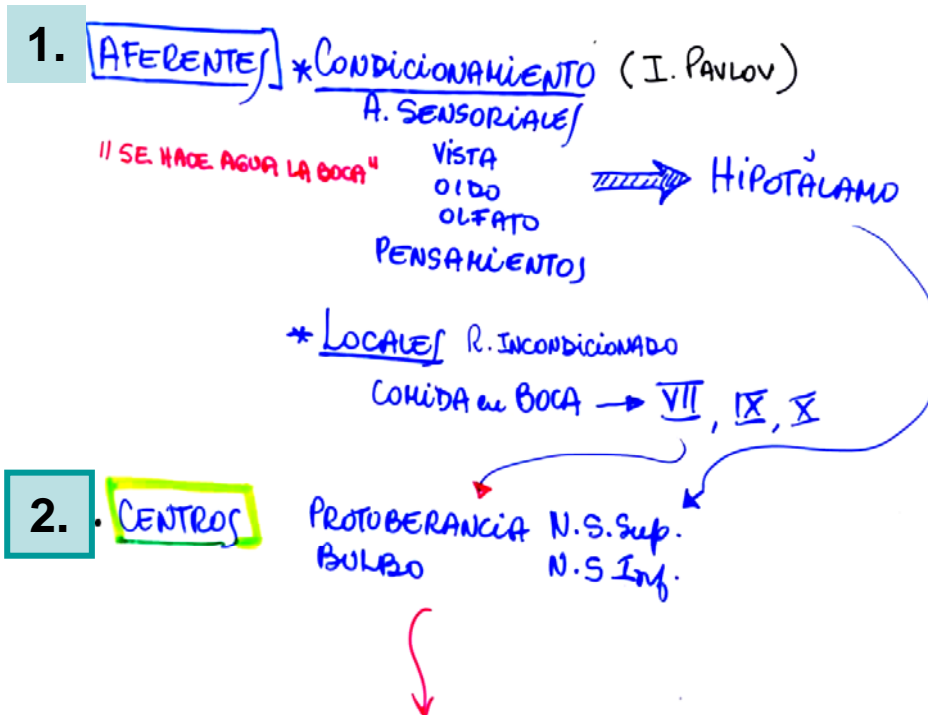 1. AFERENTES * CONDICIONAMIENTO (I. PAVLOV)
A. SENSORIALES
"SE HACE AGUA LA BOCA"
VISTA
OIDO
OLFATO
HIPOTÁLAMO
PENSAMIENTOS
* LOCALES R. INCONDICIONADO
COMIDA en BOCA → VII, IX, X
2. CENTROS PROTUBERANCIA N.S. Sup.
BULBO N.S Inf.